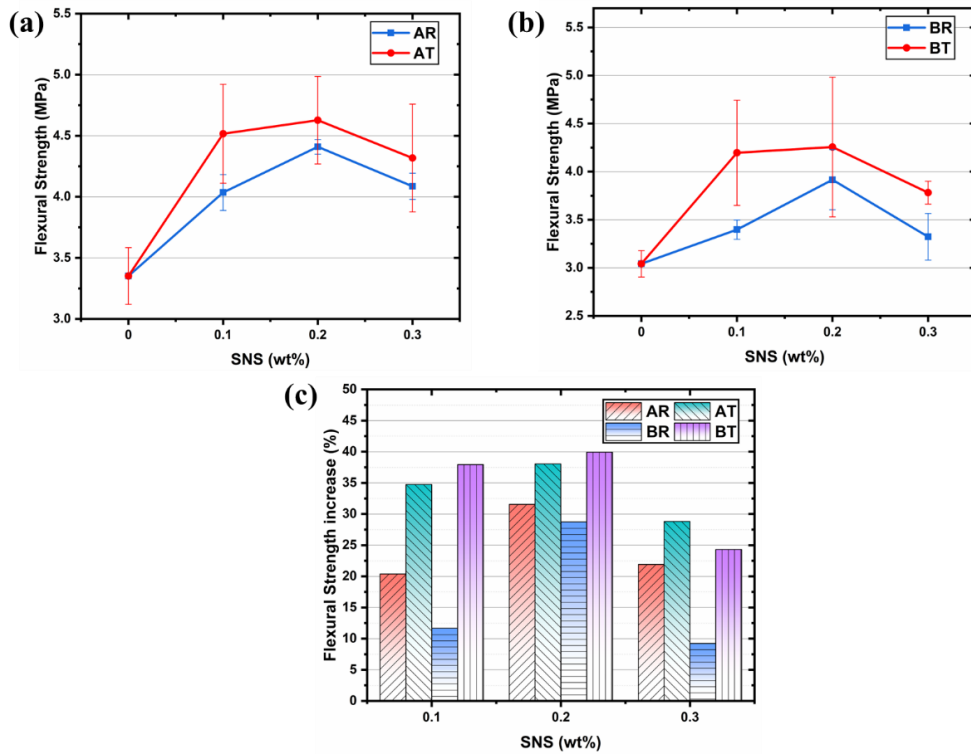 (a)
AR
AT
Flexural Strength (MPa)
5.5
5.0
4.5
4.0
3.5
3.0
0 0.1 0.2 0.3
SNS (wt%)
(b)
BR
BT
Flexural Strength (MPa)
5.5
5.0
4.5
4.0
3.5
3.0
2.5
0 0.1 0.2 0.3
SNS (wt%)
(c)
AR AT
BR BT
Flexural Strength increase (%)
50
45
40
35
30
25
20
15
10
5
0
0.1 0.2 0.3
SNS (wt%)